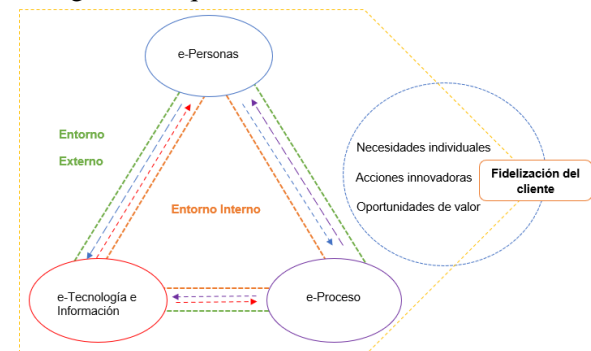 e-Personas
Entorno
Externo
Necesidades individuales
Acciones innovadoras
Fidelización del
cliente
Oportunidades de valor
Entorno Interno
e-Tecnología e
Información
e-Proceso